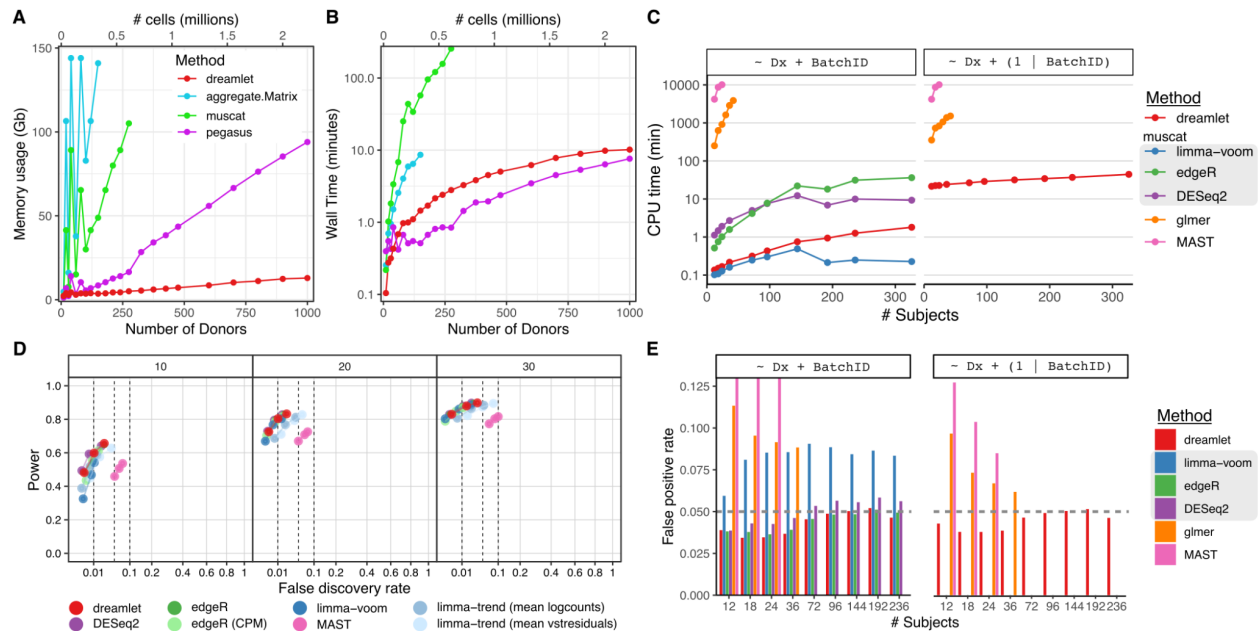 A
# cells (millions)
0 0.5 1 1.5 2
150
100
50
0
Memory usage (Gb)
Method
dreamlet
aggregate.Matrix
muscat
pegasus
0 250 500 750 1000
Number of Donors
B
# cells (millions)
0 0.5 1 1.5 2
100.0
10.0
1.0
0.1
Wall Time (minutes)
0 250 500 750 1000
Number of Donors
C
~ Dx + BatchID
~ Dx + (1 | BatchID)
10000
1000
100
10
1
0.1
CPU time (min)
0 100 200 300
0 100 200 300
# Subjects
Method
dreamlet
muscat
limma-voom
edgeR
DESeq2
glmer
MAST
D
10 20 30
1.0
0.8
0.6
0.4
0.2
0.0
Power
0.01 0.1 0.2 0.4 0.6 0.8 1
0.01 0.1 0.2 0.4 0.6 0.8 1
0.01 0.1 0.2 0.4 0.6 0.8 1
False discovery rate
dreamlet edgeR limma-voom limma-trend (mean logcounts)
DESeq2 edgeR (CPM) MAST limma-trend (mean vstresiduals)
E
~ Dx + BatchID
~ Dx + (1 | BatchID)
0.125
0.100
0.075
0.050
0.025
0.000
False positive rate
12 18 24 36 72 96 144 192 236
12 18 24 36 72 96 144 192 236
# Subjects
Method
dreamlet
limma-voom
edgeR
DESeq2
glmer
MAST